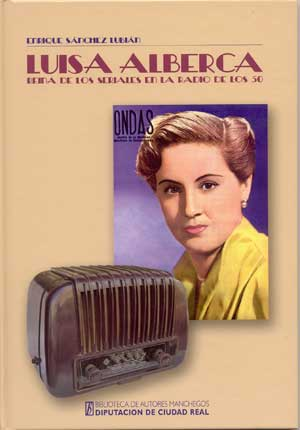 ENRIQUE SÁNCHEZ LUBIÁN
LUISA ALBERCA
REINA DE LOS SERIALES EN LA RADIO DE LOS 50
ONDAS
BIBLIOTECA DE AUTORES MANCHEGOS
DIPUTACION DE CIUDAD REAL